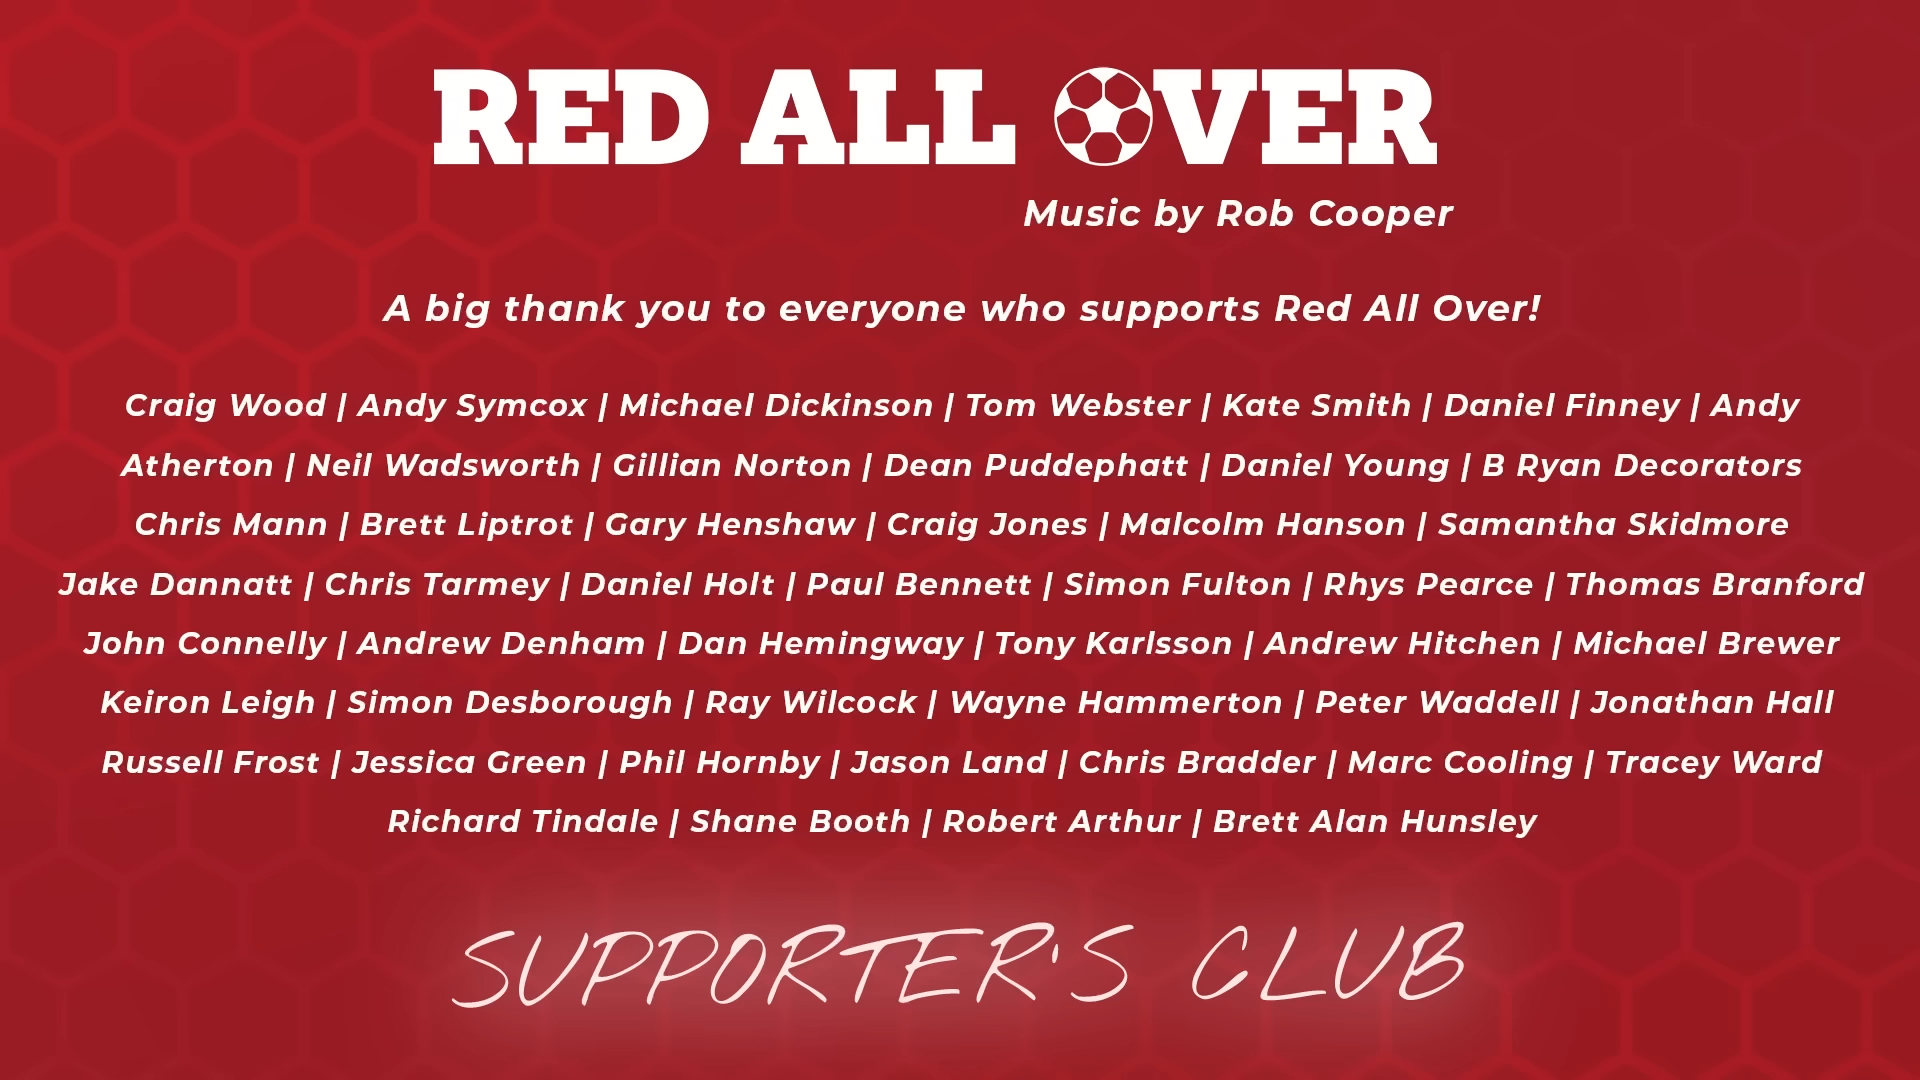 RED ALL OVER
Music by Rob Cooper
A big thank you to everyone who supports Red All Over!
Craig Wood | Andy Symcox | Michael Dickinson | Tom Webster | Kate Smith | Daniel Finney | Andy
Atherton | Neil Wadsworth | Gillian Norton | Dean Puddephatt | Daniel Young | B Ryan Decorators
Chris Mann | Brett Liptrot | Gary Henshaw | Craig Jones | Malcolm Hanson | Samantha Skidmore
Jake Dannatt | Chris Tarmey | Daniel Holt | Paul Bennett | Simon Fulton | Rhys Pearce | Thomas Branford
John Connelly | Andrew Denham | Dan Hemingway | Tony Karlsson | Andrew Hitchen | Michael Brewer
Keiron Leigh | Simon Desborough | Ray Wilcock | Wayne Hammerton | Peter Waddell | Jonathan Hall
Russell Frost | Jessica Green | Phil Hornby | Jason Land | Chris Bradder | Marc Cooling | Tracey Ward
Richard Tindale | Shane Booth | Robert Arthur | Brett Alan Hunsley
SUPPORTER'S CLUB